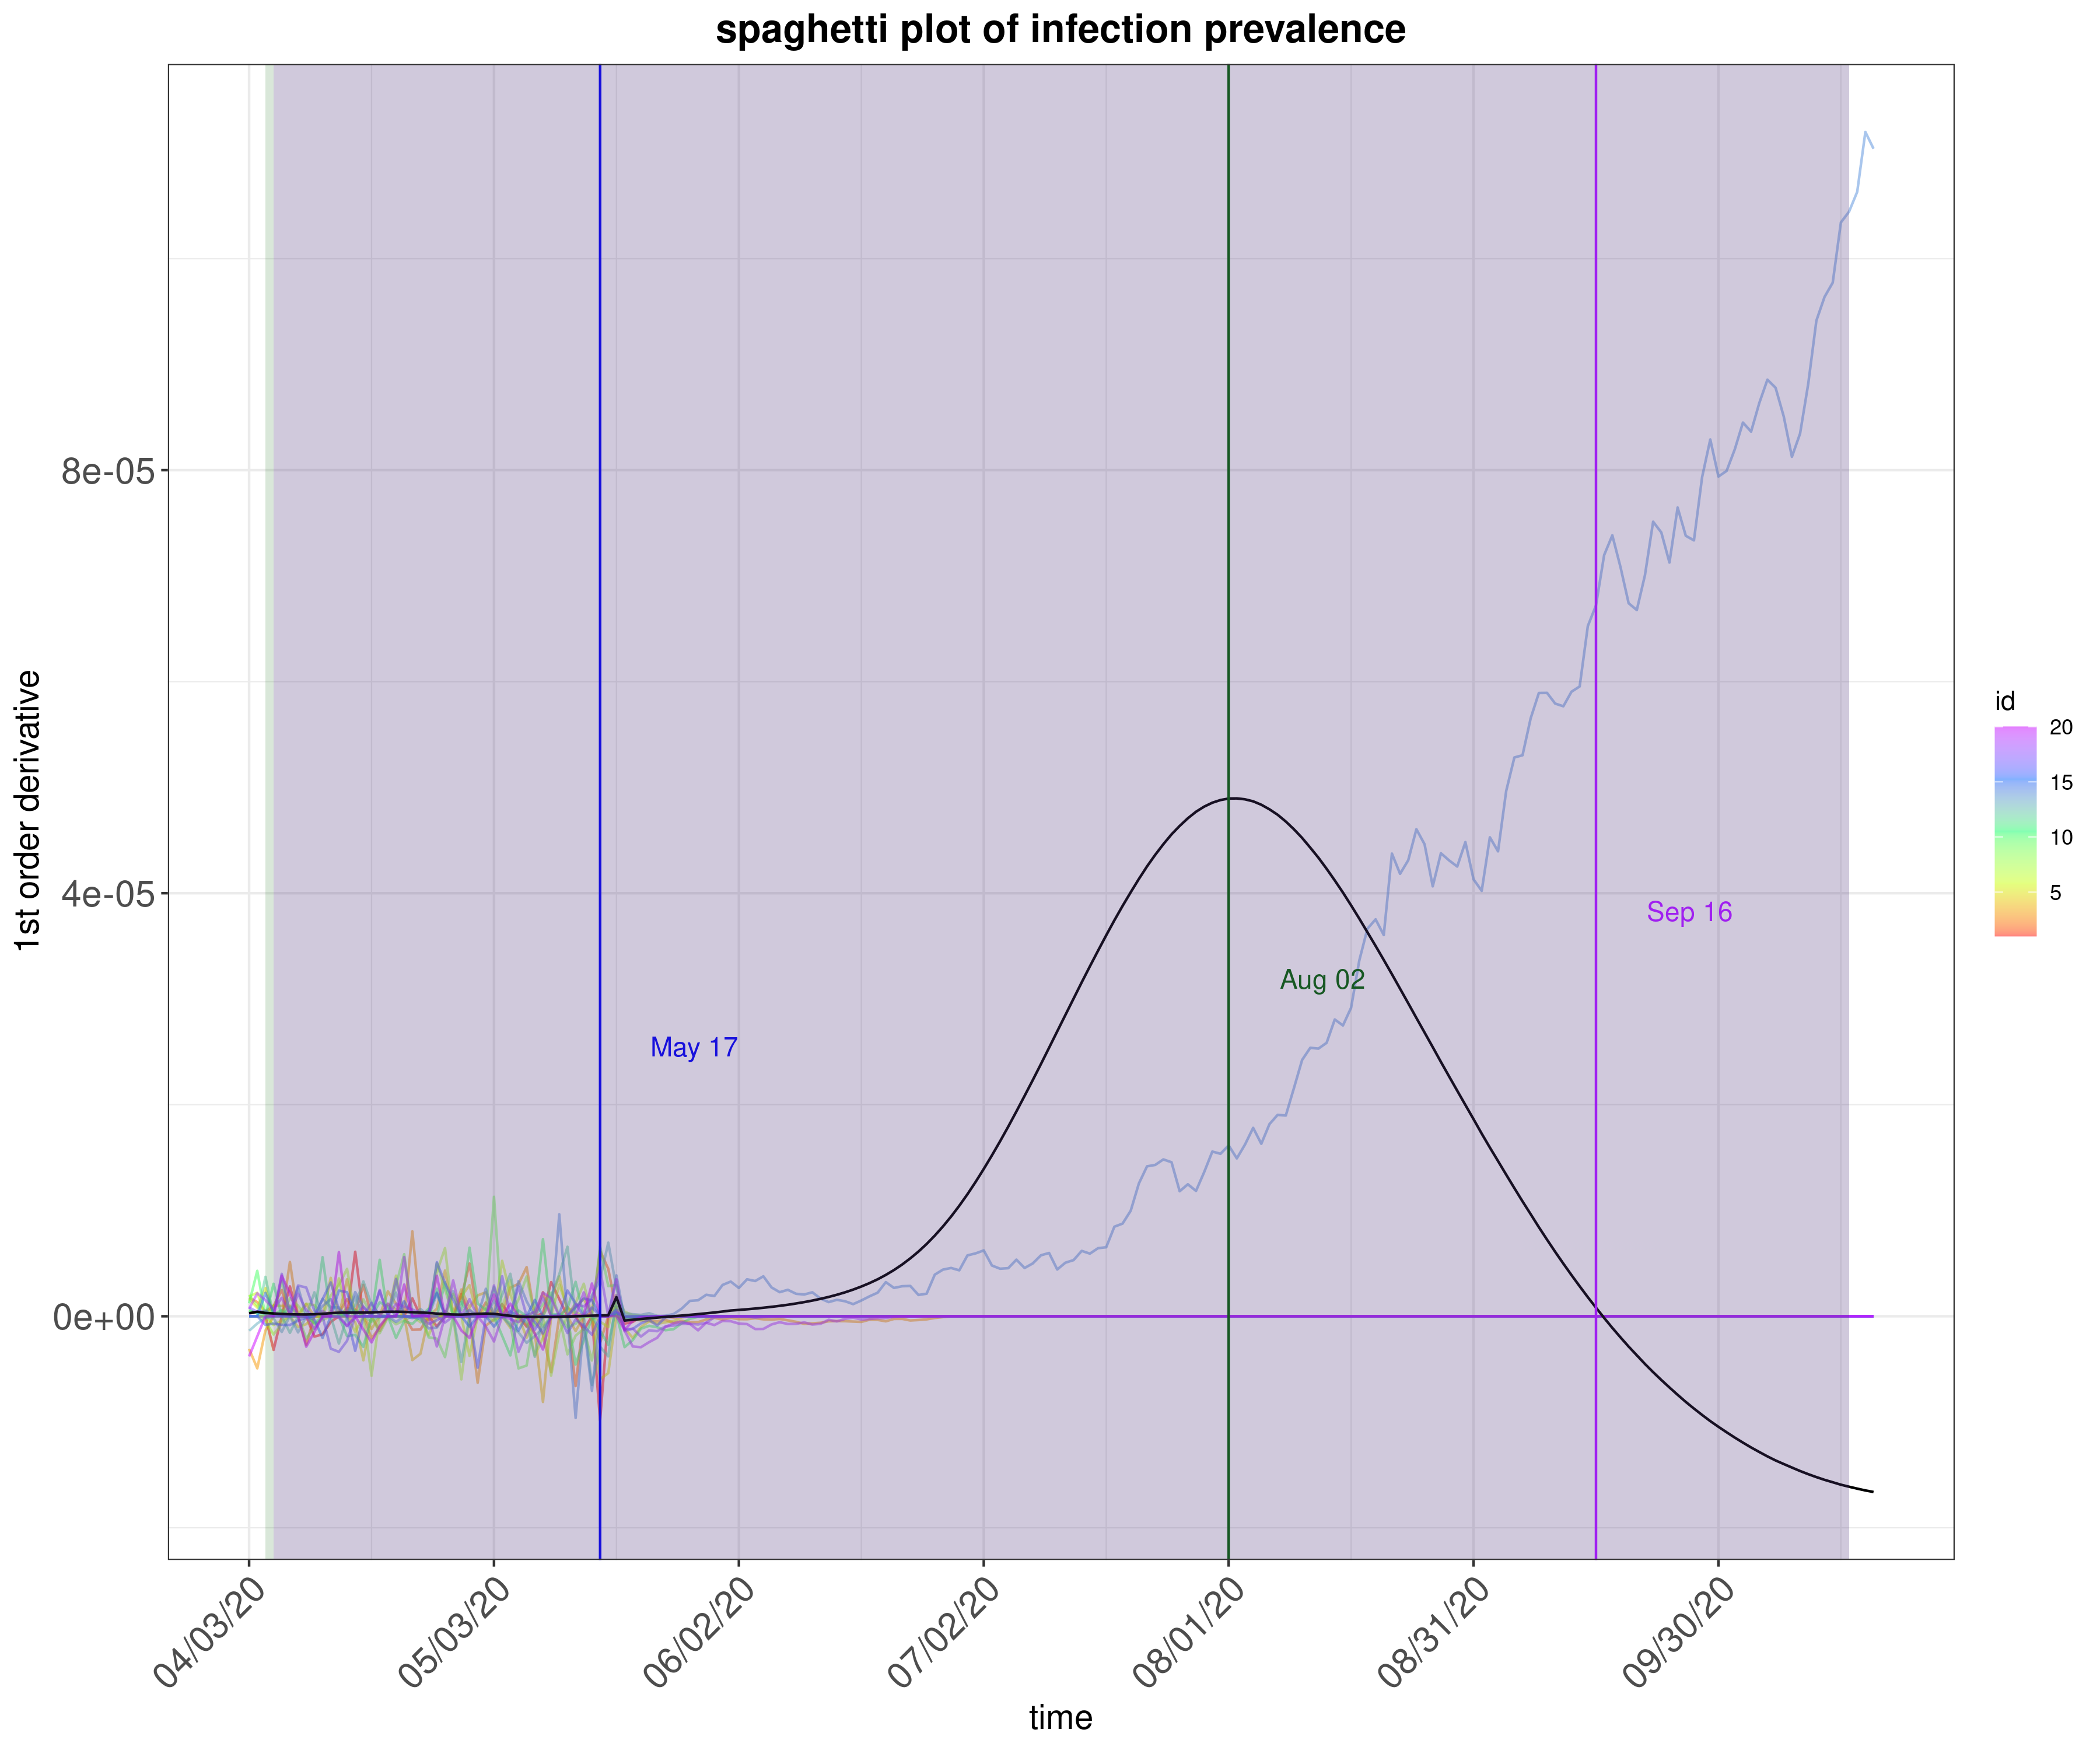 spaghetti plot of infection prevalence
1st order derivative
8e-05
4e-05
0e+00
May 17
Aug 02
Sep 16
id
20
15
10
5
04/03/20
05/03/20
06/02/20
07/02/20
08/01/20
08/31/20
09/30/20
time